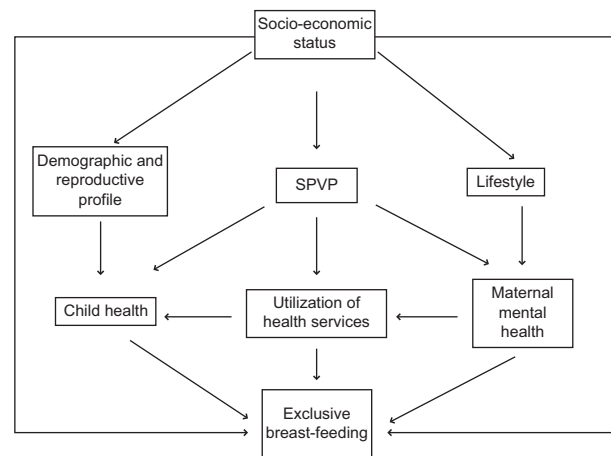 Socio-economic
status
Demographic and
reproductive
profile
SPVP
Lifestyle
Child health
Utilization of
health services
Maternal
mental
health
Exclusive
breast-feeding